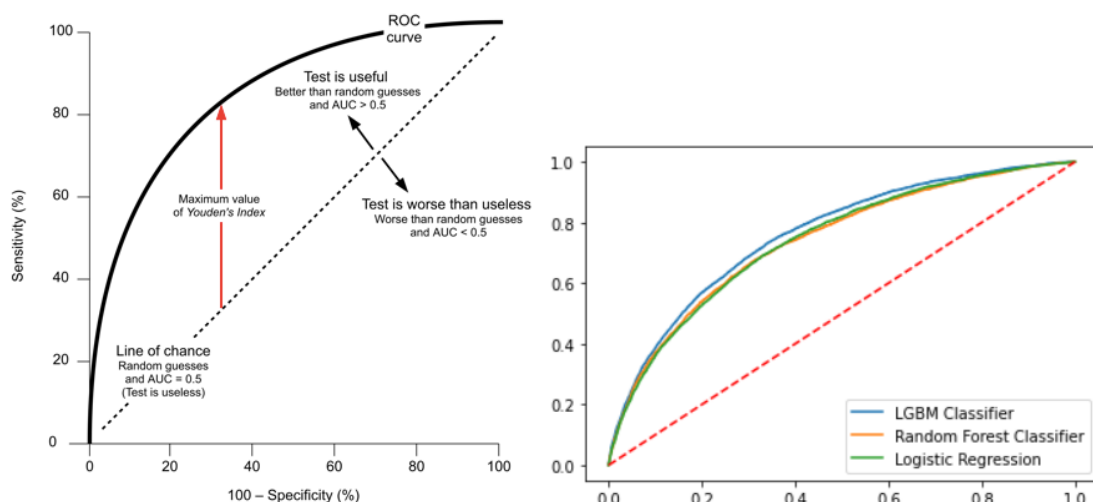 ROC
curve
100
80
60
40
20
0
Sensitivity (%)
Test is useful
Better than random guesses
and AUC > 0.5
Maximum value
of Youden's Index
Test is worse than useless
Worse than random guesses
and AUC < 0.5
Line of chance
Random guesses
and AUC = 0.5
(Test is useless)
0 20 40 60 80 100
100 – Specificity (%)
1.0
0.8
0.6
0.4
0.2
0.0
LGBM Classifier
Random Forest Classifier
Logistic Regression
0.0 0.2 0.4 0.6 0.8 1.0